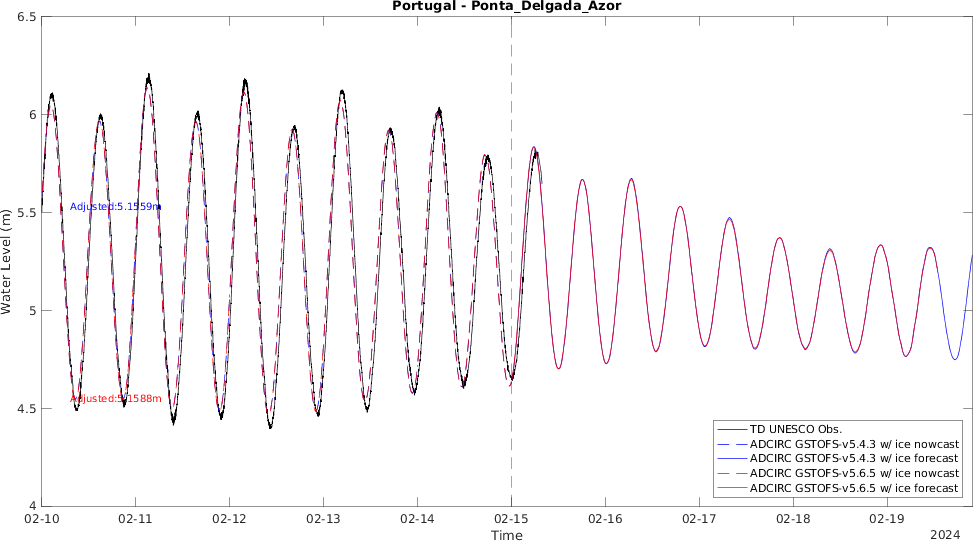 Portugal - Ponta_Delgada_Azor
6.5
6
5.5
5
4.5
4
Water Level (m)
Adjusted:5.1559m
Adjusted:5.1588m
TD UNESCO Obs.
ADCIRC GSTOFS-v5.4.3 w/ ice nowcast
ADCIRC GSTOFS-v5.4.3 w/ ice forecast
ADCIRC GSTOFS-v5.6.5 w/ ice nowcast
ADCIRC GSTOFS-v5.6.5 w/ ice forecast
02-10 02-11 02-12 02-13 02-14 02-15 02-16 02-17 02-18 02-19
Time
2024